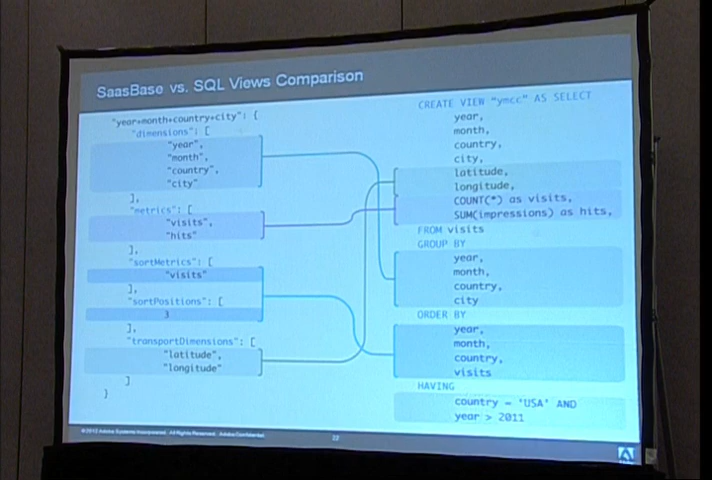 SaasBase vs. SQL Views Comparison
"year+month+country+city": {
"dimensions": [
"year",
"month",
"country",
"city"
],
"metrics": [
"visits",
"hits"
],
"sortMetrics": [
"visits"
],
"sortPositions": [
3
],
"transportDimensions": [
"latitude",
"longitude"
]
}
CREATE VIEW "ymcc" AS SELECT
year,
month,
country,
city,
latitude,
longitude,
COUNT(*) as visits,
SUM(impressions) as hits,
FROM visits
GROUP BY
year,
month,
country,
city
ORDER BY
year,
month,
country,
visits
HAVING
country = 'USA' AND
year > 2011
©2012 Adobe Systems Incorporated. All Rights Reserved. Adobe Confidential.
22